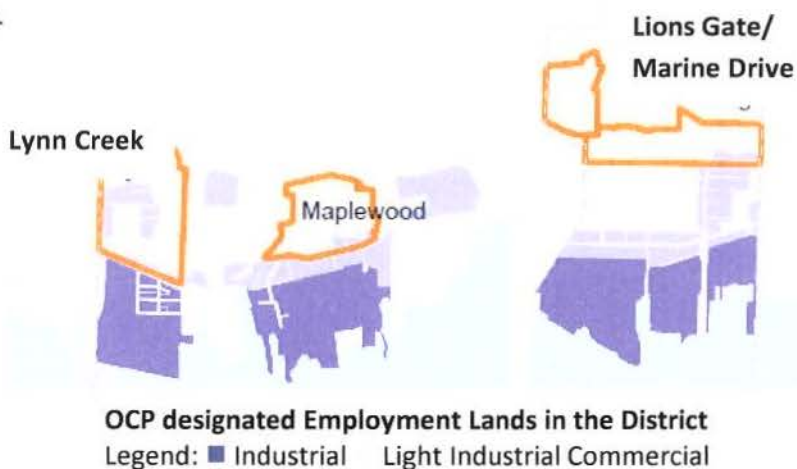 Lions Gate/
Marine Drive
Lynn Creek
Maplewood
OCP designated Employment Lands in the District
Legend: Industrial Light Industrial Commercial